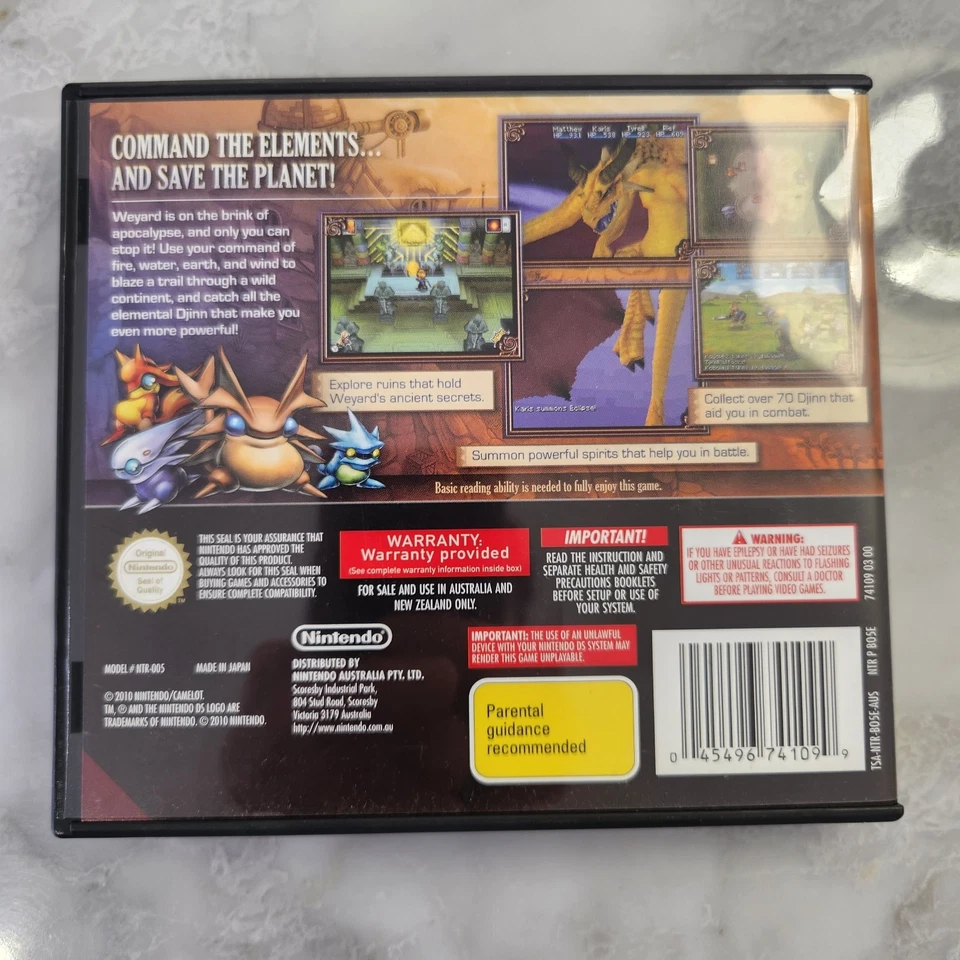 COMMAND THE ELEMENTS...
AND SAVE THE PLANET!
Weyard is on the brink of
apocalypse, and only you can
stop it! Use your command of
fire, water, earth, and wind to
blaze a trail through a wild
continent, and catch all the
elemental Djinn that make you
even more powerful!
Matthew Karis Tyrell Rief
Karis summons Eclipse!
Explore ruins that hold
Weyard's ancient secrets.
Collect over 70 Djinn that
aid you in combat.
Summon powerful spirits that help you in battle.
Basic reading ability is needed to fully enjoy this game.
Original
Nintendo
Seal of
Quality
TM
THIS SEAL IS YOUR ASSURANCE THAT
NINTENDO HAS APPROVED THE
QUALITY OF THIS PRODUCT.
ALWAYS LOOK FOR THIS SEAL WHEN
BUYING GAMES AND ACCESSORIES TO
ENSURE COMPLETE COMPATIBILITY.
WARRANTY:
Warranty provided
(See complete warranty information inside box)
FOR SALE AND USE IN AUSTRALIA AND
NEW ZEALAND ONLY.
IMPORTANT!
READ THE INSTRUCTION AND
SEPARATE HEALTH AND SAFETY
PRECAUTIONS BOOKLETS
BEFORE SETUP OR USE OF
YOUR SYSTEM.
WARNING:
IF YOU HAVE EPILEPSY OR HAVE HAD SEIZURES
OR OTHER UNUSUAL REACTIONS TO FLASHING
LIGHTS OR PATTERNS, CONSULT A DOCTOR
BEFORE PLAYING VIDEO GAMES.
74109 03 00
MODEL # NTR-005 MADE IN JAPAN
© 2010 NINTENDO/CAMELOT.
TM, ® AND THE NINTENDO DS LOGO ARE
TRADEMARKS OF NINTENDO. © 2010 NINTENDO.
Nintendo®
DISTRIBUTED BY
NINTENDO AUSTRALIA PTY. LTD.
Scoresby Industrial Park,
804 Stud Road, Scoresby
Victoria 3179 Australia
http://www.nintendo.com.au
IMPORTANT!: THE USE OF AN UNLAWFUL
DEVICE WITH YOUR NINTENDO DS SYSTEM MAY
RENDER THIS GAME UNPLAYABLE.
Parental
guidance
recommended
0 45496 74109 9
TSA-NTR-BO5E-AUS NTR P BO5E